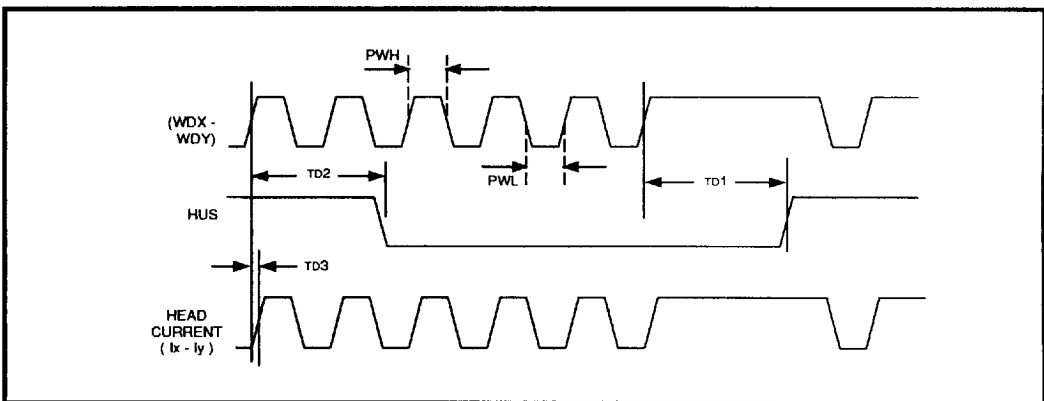 PWH
(WDX -
WDY)
PWL
TD2
TD1
HUS
TD3
HEAD
CURRENT
( Ix - Iy )